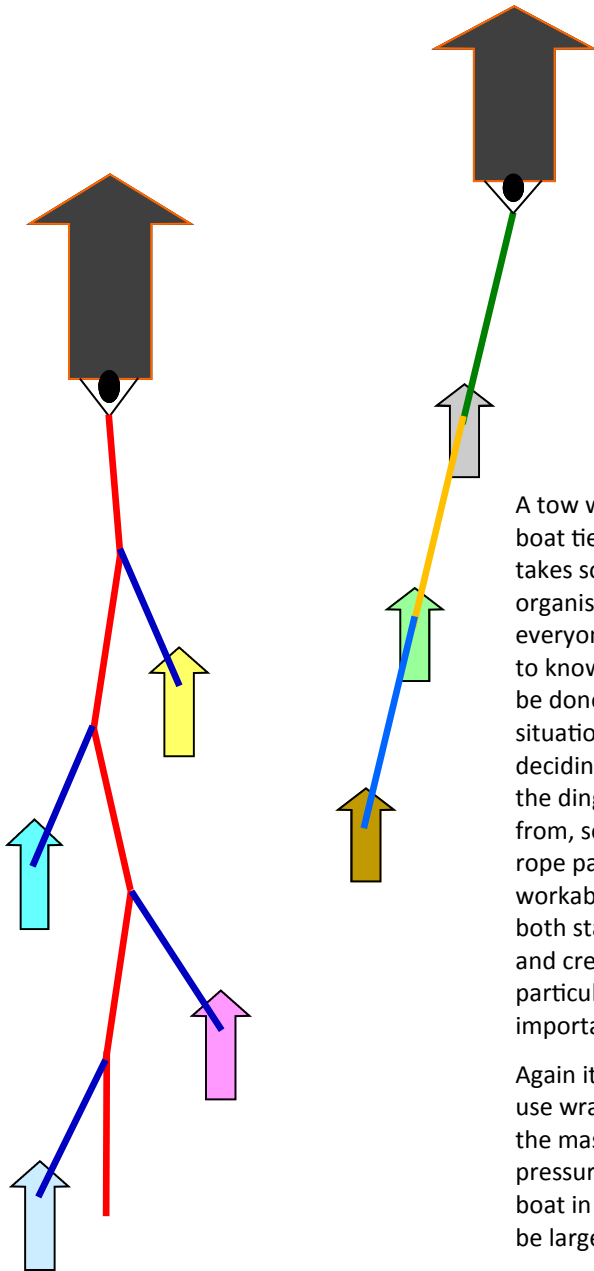 A tow w
boat tie
takes so
organis
everyon
to know
be done
situatio
decidin
the ding
from, so
rope pa
workab
both sta
and cre
particul
importa
Again it
use wra
the mas
pressur
boat in
be large